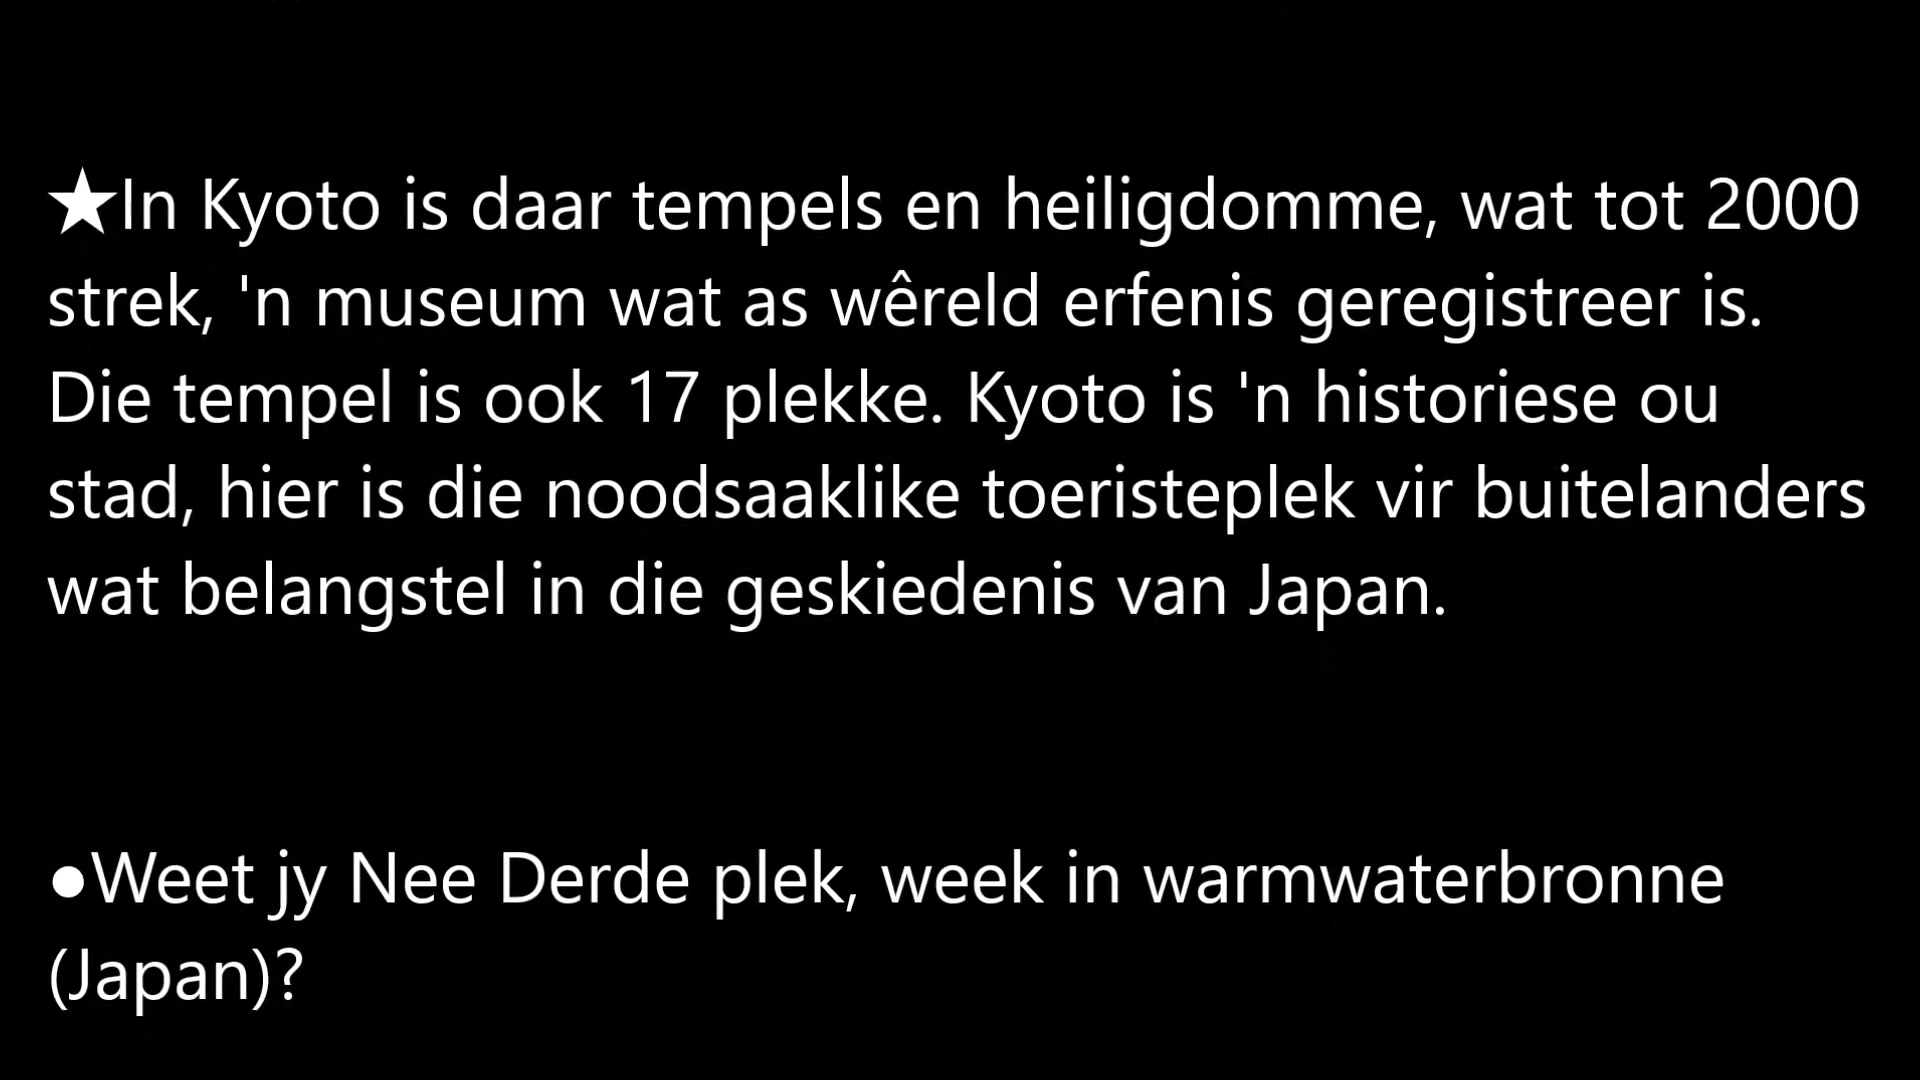 ★In Kyoto is daar tempels en heiligdomme, wat tot 2000
strek, 'n museum wat as wêreld erfenis geregistreer is.
Die tempel is ook 17 plekke. Kyoto is 'n historiese ou
stad, hier is die noodsaaklike toeristeplek vir buitelanders
wat belangstel in die geskiedenis van Japan.
●Weet jy Nee Derde plek, week in warmwaterbronne
(Japan)?